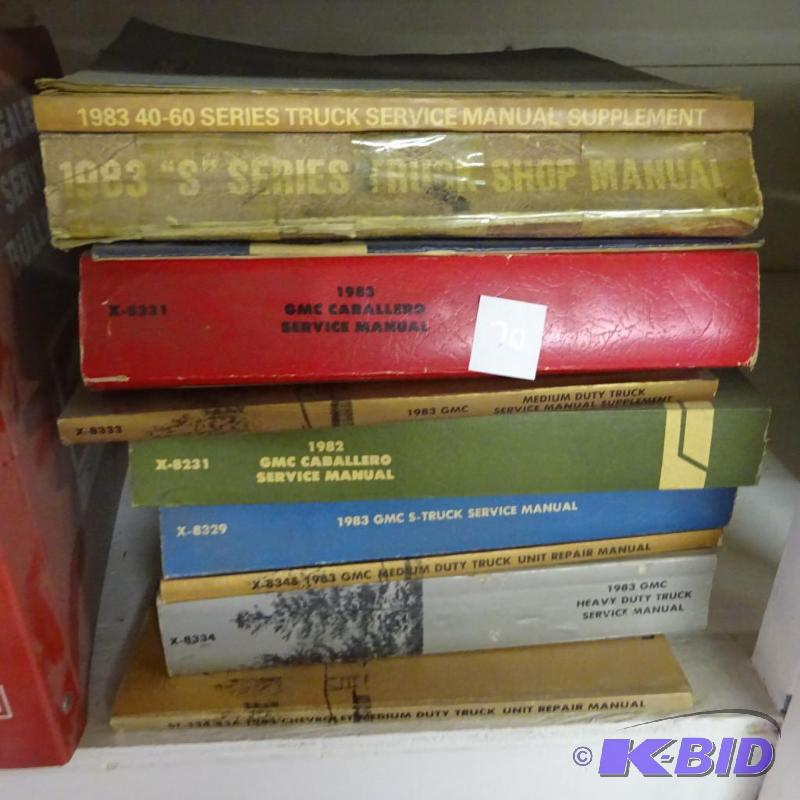 1983 40-60 SERIES TRUCK SERVICE MANUAL SUPPLEMENT
1983 "S" SERIES TRUCK SHOP MANUAL
X-8331
1983
GMC CABALLERO
SERVICE MANUAL
70
X-8333
1983 GMC
MEDIUM DUTY TRUCK
SERVICE MANUAL SUPPLEMENT
X-8231
1982
GMC CABALLERO
SERVICE MANUAL
X-8329
1983 GMC S-TRUCK SERVICE MANUAL
X-8348 1983 GMC MEDIUM DUTY TRUCK UNIT REPAIR MANUAL
X-8334
1983 GMC
HEAVY DUTY TRUCK
SERVICE MANUAL
1983 CHEVROLET MEDIUM DUTY TRUCK UNIT REPAIR MANUAL
© K-BID